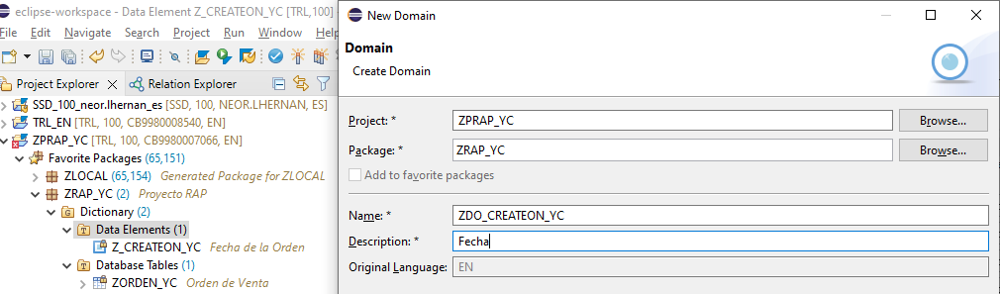 eclipse-workspace - Data Element Z_CREATEON_YC [TRL,100]
File Edit Navigate Search Project Run Window Help
Project Explorer Relation Explorer
SSD_100_neor.lhernan_es [SSD, 100, NEOR.LHERNAN, ES]
TRL_EN [TRL, 100, CB9980008540, EN]
ZPRAP_YC [TRL, 100, CB9980007066, EN]
Favorite Packages (65,151)
ZLOCAL (65,154) Generated Package for ZLOCAL
ZRAP_YC (2) Proyecto RAP
Dictionary (2)
Data Elements (1)
Z_CREATEON_YC Fecha de la Orden
Database Tables (1)
ZORDEN_YC Orden de Venta
New Domain
Domain
Create Domain
Project: * ZPRAP_YC Browse...
Package: * ZRAP_YC Browse...
Add to favorite packages
Name: * ZDO_CREATEON_YC
Description: * Fecha
Original Language: EN